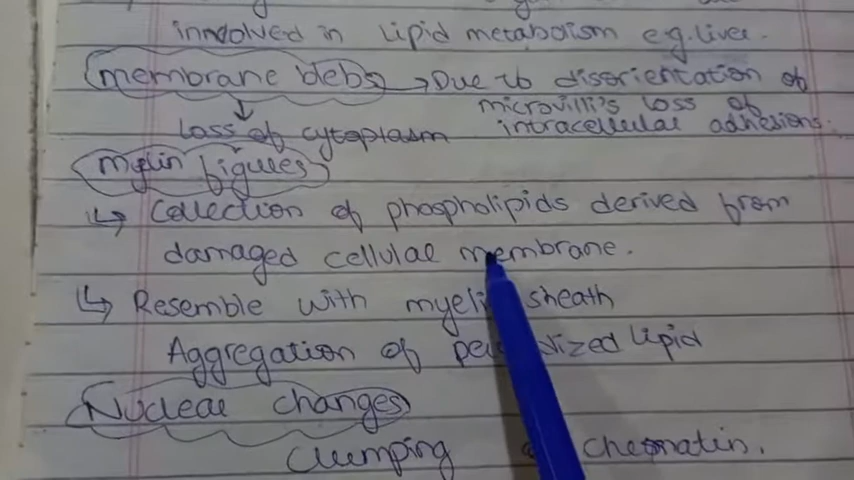 innvolved in Lipid metabolism e.g. liver.
membrane blebs → Due to disorientation of
microvilli's loss of
↓
Loss of cytoplasm intracellular adhesions.
mylin figures
↳ Collection of phospholipids derived from
damaged cellular membrane.
↳ Resemble with myelin sheath
Aggregation of lipid
Nuclear changes
Clumping chromatin.